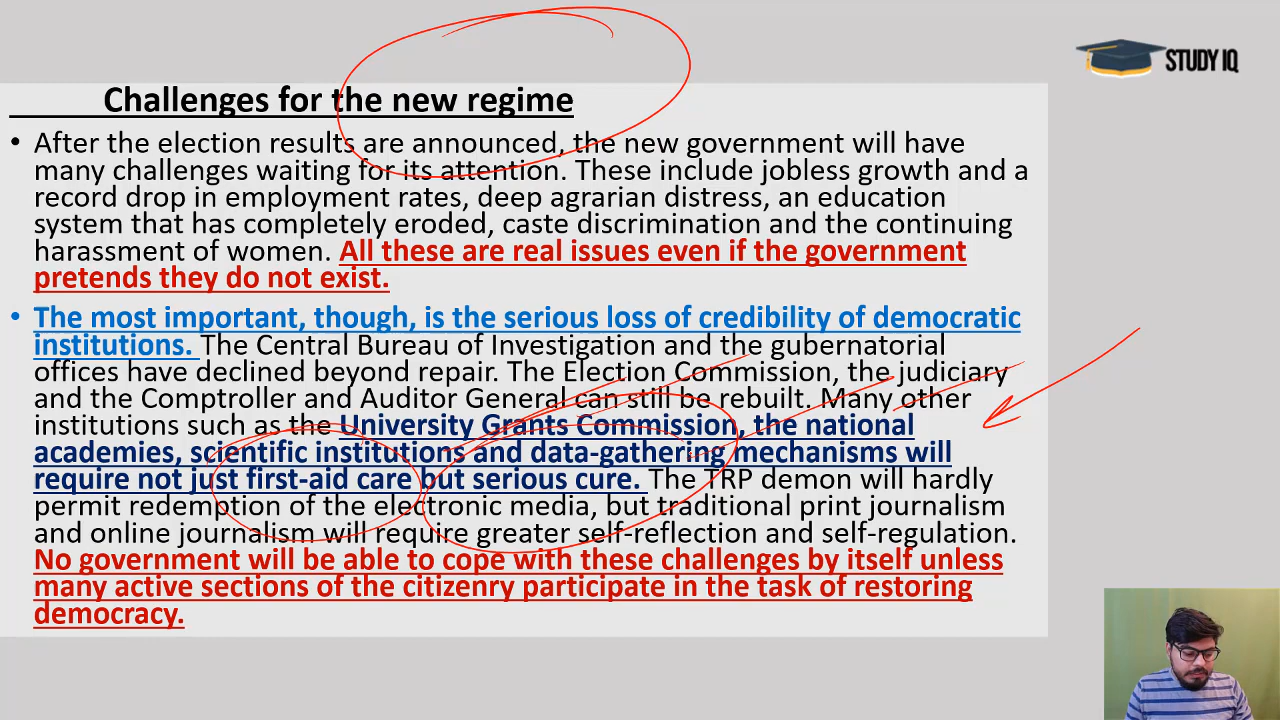 STUDY IQ
Challenges for the new regime
• After the election results are announced, the new government will have
many challenges waiting for its attention. These include jobless growth and a
record drop in employment rates, deep agrarian distress, an education
system that has completely eroded, caste discrimination and the continuing
harassment of women. All these are real issues even if the government
pretends they do not exist.
• The most important, though, is the serious loss of credibility of democratic
institutions. The Central Bureau of Investigation and the gubernatorial
offices have declined beyond repair. The Election Commission, the judiciary
and the Comptroller and Auditor General can still be rebuilt. Many other
institutions such as the University Grants Commission, the national
academies, scientific institutions and data-gathering mechanisms will
require not just first-aid care but serious cure. The TRP demon will hardly
permit redemption of the electronic media, but traditional print journalism
and online journalism will require greater self-reflection and self-regulation.
No government will be able to cope with these challenges by itself unless
many active sections of the citizenry participate in the task of restoring
democracy.